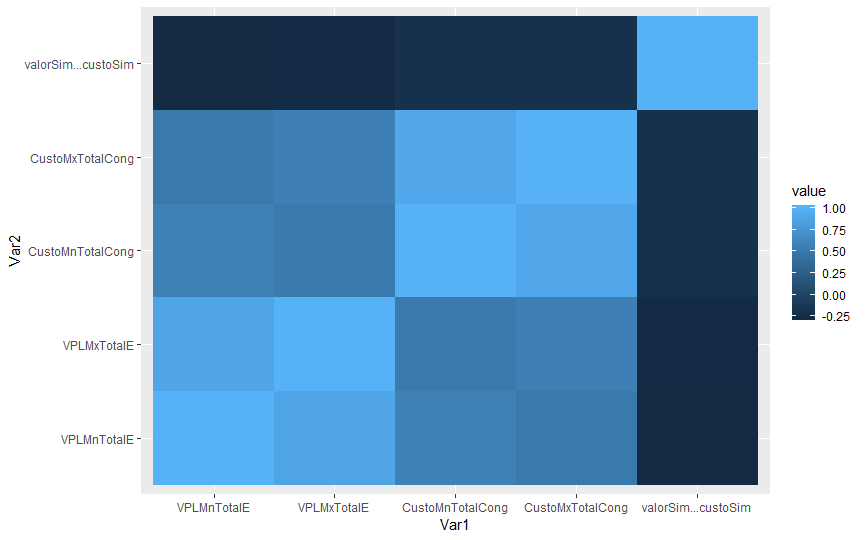 valorSim...custoSim
CustoMxTotalCong
CustoMnTotalCong
VPLMxTotalE
VPLMnTotalE
Var2
VPLMnTotalE VPLMxTotalE CustoMnTotalCong CustoMxTotalCong valorSim...custoSim
Var1
value
1.00
0.75
0.50
0.25
0.00
-0.25